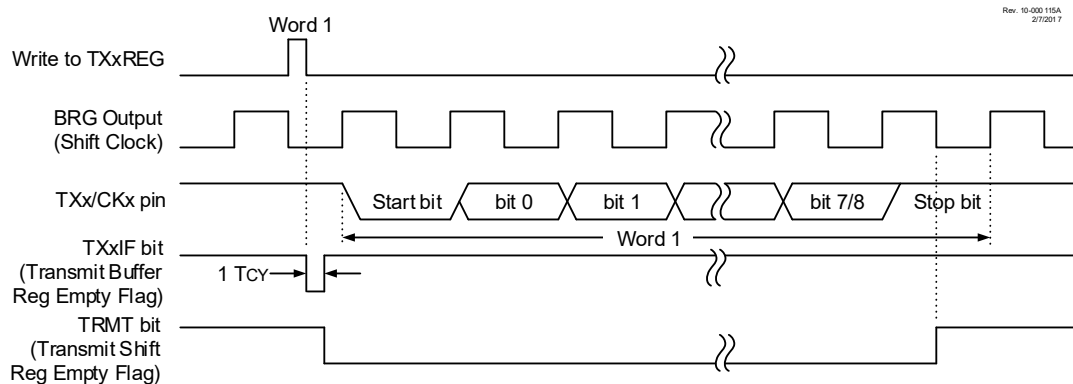 Rev. 10-000 115A
2/7/2017
Word 1
Write to TXxREG
BRG Output
(Shift Clock)
TXx/CKx pin
Start bit
bit 0
bit 1
bit 7/8
Stop bit
Word 1
TXxIF bit
(Transmit Buffer
Reg Empty Flag)
1 TCY
TRMT bit
(Transmit Shift
Reg Empty Flag)